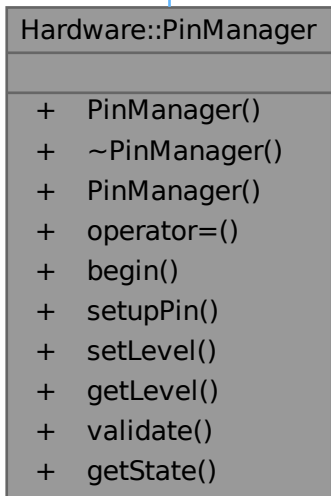 Hardware::PinManager
+ PinManager()
+ ~PinManager()
+ PinManager()
+ operator=()
+ begin()
+ setupPin()
+ setLevel()
+ getLevel()
+ validate()
+ getState()